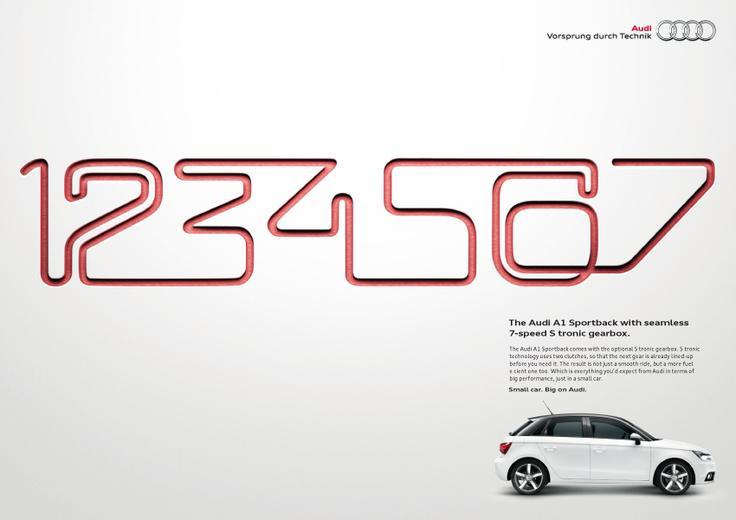 Audi
Vorsprung durch Technik
1234567
The Audi A1 Sportback with seamless
7-speed S tronic gearbox.
The Audi A1 Sportback comes with the optional S tronic gearbox. S tronic
technology uses two clutches, so that the next gear is already lined-up
before you need it. The result is not just a smooth ride, but a more fuel
e cient one too. Which is everything you'd expect from Audi in terms of
big performance, just in a small car.
Small car. Big on Audi.